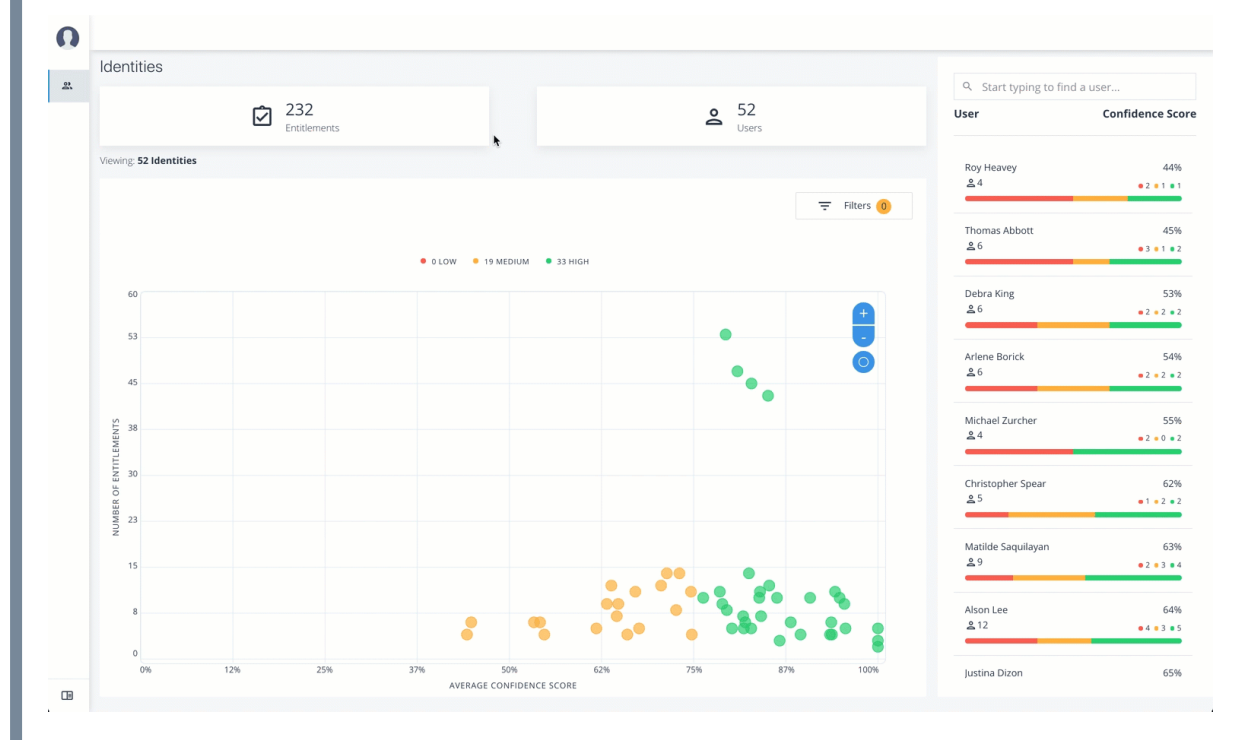 Identities
232
Entitlements
52
Users
Viewing: 52 Identities
Filters 0
0 LOW 19 MEDIUM 33 HIGH
60
53
45
38
30
23
15
8
0
NUMBER OF ENTITLEMENTS
+
-
0% 12% 25% 37% 50% 62% 75% 87% 100%
AVERAGE CONFIDENCE SCORE
Start typing to find a user...
User Confidence Score
Roy Heavey 44%
4 2 1 1
Thomas Abbott 45%
6 3 1 2
Debra King 53%
6 2 2 2
Arlene Borick 54%
6 2 2 2
Michael Zurcher 55%
4 2 0 2
Christopher Spear 62%
5 1 2 2
Matilde Saquilayan 63%
9 2 3 4
Alson Lee 64%
12 4 3 5
Justina Dizon 65%